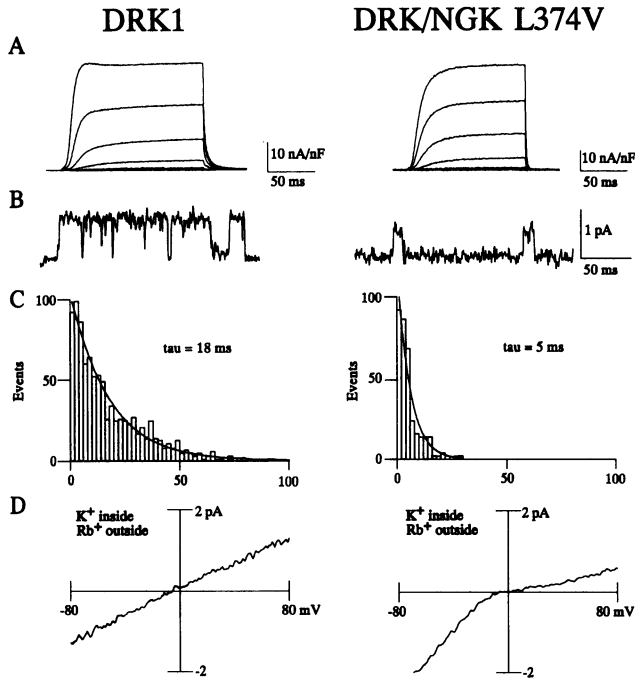 DRK1
DRK/NGK L374V
A
10 nA/nF
50 ms
10 nA/nF
50 ms
B
1 pA
50 ms
C
100
50
0
Events
tau = 18 ms
0
50
100
100
50
0
Events
tau = 5 ms
0
50
100
D
K+ inside
Rb+ outside
2 pA
-80
80 mV
-2
K+ inside
Rb+ outside
2 pA
-80
80 mV
-2